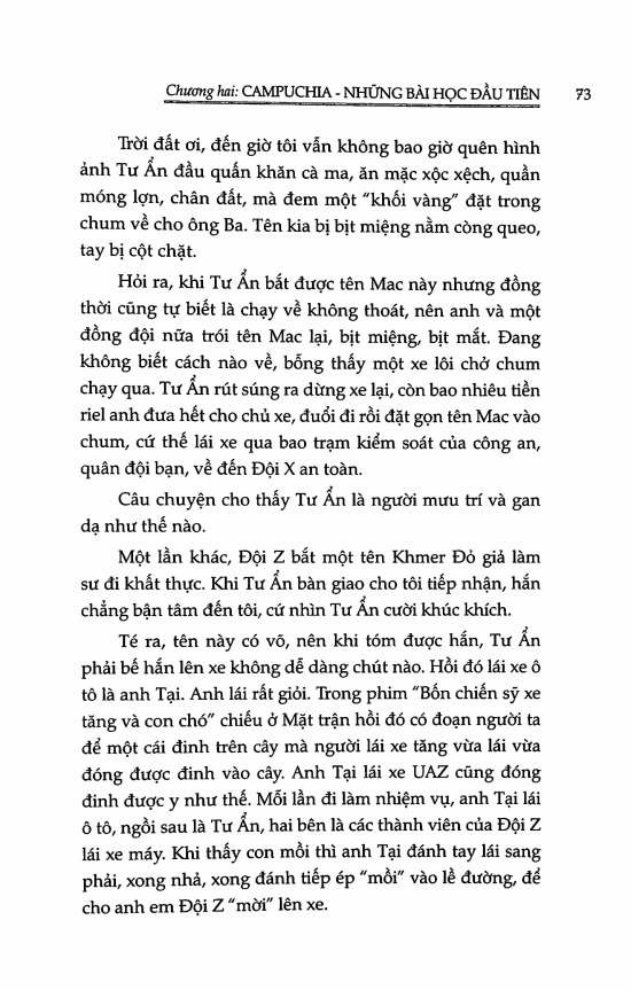 Chương hai: CAMPUCHIA - NHỮNG BÀI HỌC ĐẦU TIÊN 73
Trời đất ơi, đến giờ tôi vẫn không bao giờ quên hình
ảnh Tư Ẩn đầu quấn khăn cà ma, ăn mặc xộc xệch, quần
móng lợn, chân đất, mà đem một "khối vàng" đặt trong
chum về cho ông Ba. Tên kia bị bịt miệng nằm còng queo,
tay bị cột chặt.
Hỏi ra, khi Tư Ẩn bắt được tên Mac này nhưng đồng
thời cũng tự biết là chạy về không thoát, nên anh và một
đồng đội nữa trói tên Mac lại, bịt miệng, bịt mắt. Đang
không biết cách nào về, bỗng thấy một xe lôi chở chum
chạy qua. Tư Ẩn rút súng ra dừng xe lại, còn bao nhiêu tiền
riel anh đưa hết cho chủ xe, đuổi đi rồi đặt gọn tên Mac vào
chum, cứ thế lái xe qua bao trạm kiểm soát của công an,
quân đội bạn, về đến Đội X an toàn.
Câu chuyện cho thấy Tư Ẩn là người mưu trí và gan
dạ như thế nào.
Một lần khác, Đội Z bắt một tên Khmer Đỏ giả làm
sư đi khất thực. Khi Tư Ẩn bàn giao cho tôi tiếp nhận, hắn
chẳng bận tâm đến tôi, cứ nhìn Tư Ẩn cười khúc khích.
Té ra, tên này có võ, nên khi tóm được hắn, Tư Ẩn
phải bế hắn lên xe không dễ dàng chút nào. Hồi đó lái xe ô
tô là anh Tại. Anh lái rất giỏi. Trong phim "Bốn chiến sỹ xe
tăng và con chó" chiếu ở Mặt trận hồi đó có đoạn người ta
để một cái đinh trên cây mà người lái xe tăng vừa lái vừa
đóng được đinh vào cây. Anh Tại lái xe UAZ cũng đóng
đinh được y như thế. Mỗi lần đi làm nhiệm vụ, anh Tại lái
ô tô, ngồi sau là Tư Ẩn, hai bên là các thành viên của Đội Z
lái xe máy. Khi thấy con mồi thì anh Tại đánh tay lái sang
phải, xong nhả, xong đánh tiếp ép "mồi" vào lề đường, để
cho anh em Đội Z "mời" lên xe.